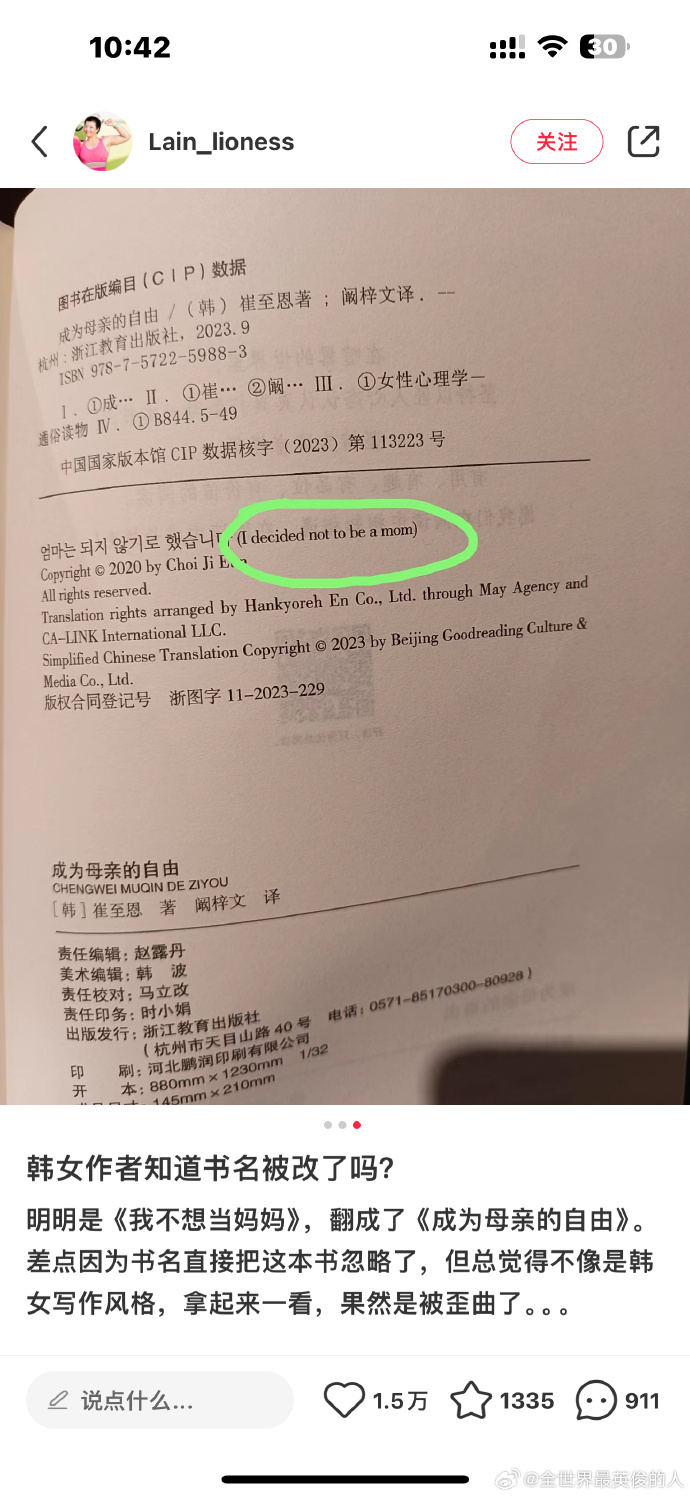 10:42
30
Lain_lioness
关注
图书在版编目(CIP)数据
成为母亲的自由 / (韩) 崔至恩著 ; 阚梓文译. --
杭州 : 浙江教育出版社, 2023.9
ISBN 978-7-5722-5988-3
Ⅰ. ①成… Ⅱ. ①崔… ②阚… Ⅲ. ①女性心理学－
通俗读物 Ⅳ. ① B844.5-49
中国国家版本馆 CIP 数据核字 (2023) 第 113223 号
엄마는 되지 않기로 했습니다 (I decided not to be a mom)
Copyright © 2020 by Choi Ji Eun
All rights reserved.
Translation rights arranged by Hankyoreh En Co., Ltd. through May Agency and
CA-LINK International LLC.
Simplified Chinese Translation Copyright © 2023 by Beijing Goodreading Culture &
Media Co., Ltd.
版权合同登记号 浙图字 11-2023-229
成为母亲的自由
CHENGWEI MUQIN DE ZIYOU
[韩] 崔至恩 著 阚梓文 译
责任编辑: 赵露丹
美术编辑: 韩 波
责任校对: 马立改
责任印务: 时小娟
出版发行: 浙江教育出版社
(杭州市天目山路 40 号 电话: 0571-85170300-80928)
印 刷: 河北鹏润印刷有限公司
开 本: 880mm×1230mm 1/32
145mm×210mm
韩女作者知道书名被改了吗?
明明是《我不想当妈妈》，翻成了《成为母亲的自由》。
差点因为书名直接把这本书忽略了，但总觉得不像是韩
女写作风格，拿起来一看，果然是被歪曲了。。。
说点什么...
1.5万
1335
911
@全世界最英俊的人